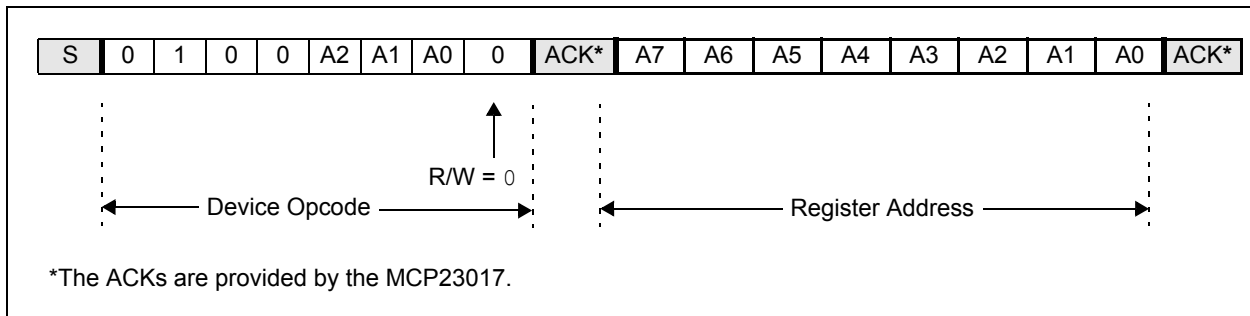 S 0 1 0 0 A2 A1 A0 0 ACK* A7 A6 A5 A4 A3 A2 A1 A0 ACK*
R/W = 0
Device Opcode Register Address
*The ACKs are provided by the MCP23017.